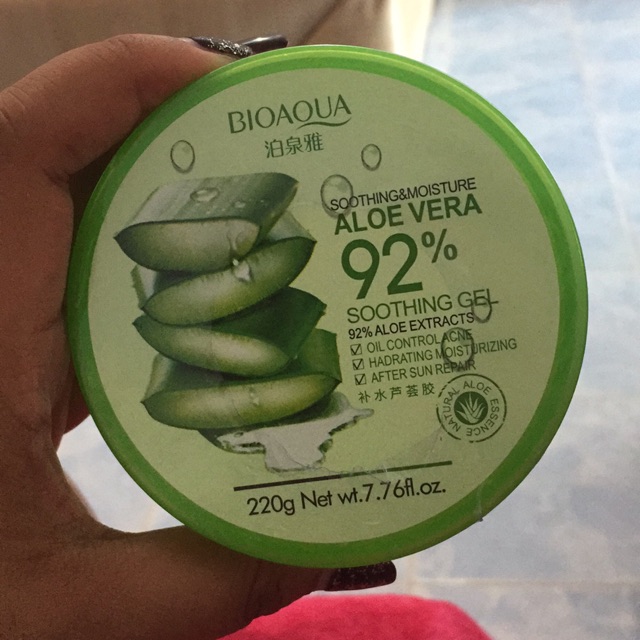 BIOAQUA
泊泉雅
SOOTHING&MOISTURE
ALOE VERA
92%
SOOTHING GEL
92% ALOE EXTRACTS
OIL CONTROL ACNE
HADRATING MOISTURIZING
AFTER SUN REPAIR
补水芦荟胶
NATURAL ALOE ESSENCE
220g Net wt.7.76fl.oz.